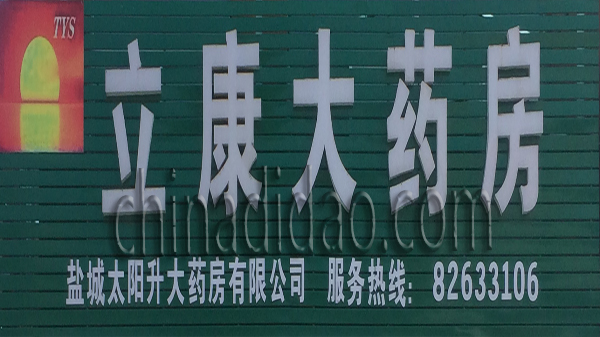 TYS
立康大药房
chinadidao.com
盐城太阳升大药房有限公司 服务热线: 82633106